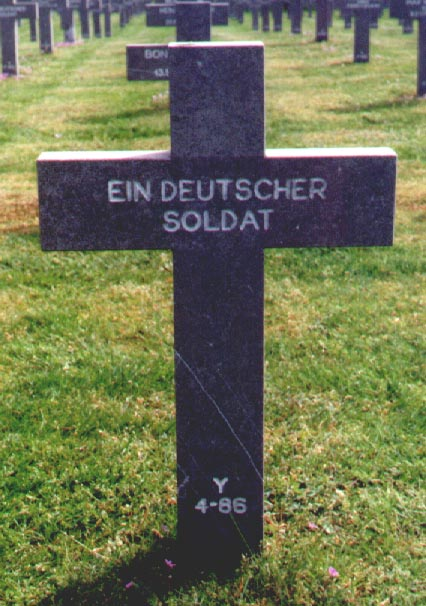 EIN DEUTSCHER
SOLDAT
Y
4-86